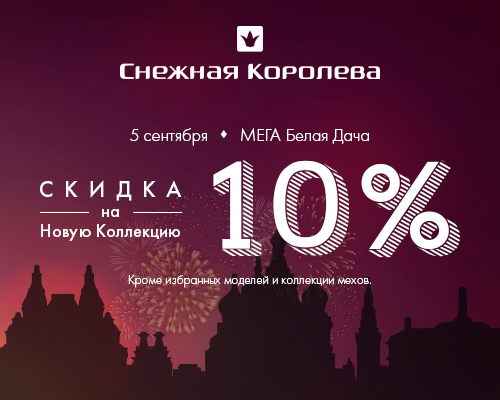 Снежная Королева
5 сентября ♦ МЕГА Белая Дача
СКИДКА
на
Новую Коллекцию
10%
Кроме избранных моделей и коллекции мехов.